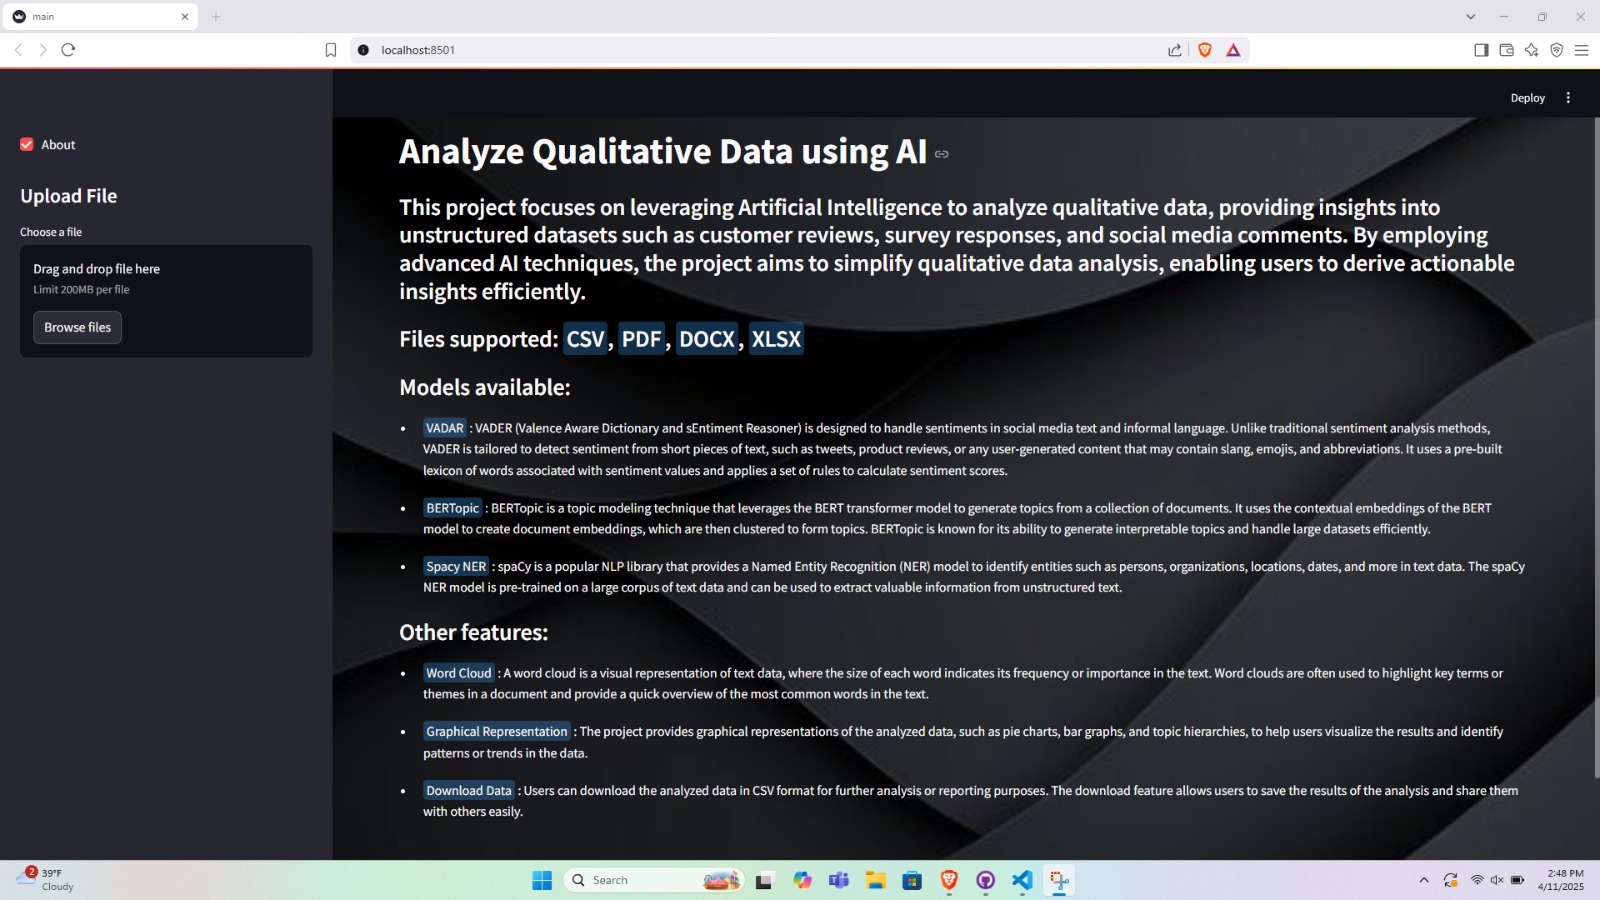 main
localhost:8501
Deploy
About
Upload File
Choose a file
Drag and drop file here
Limit 200MB per file
Browse files
Analyze Qualitative Data using AI
This project focuses on leveraging Artificial Intelligence to analyze qualitative data, providing insights into
unstructured datasets such as customer reviews, survey responses, and social media comments. By employing
advanced AI techniques, the project aims to simplify qualitative data analysis, enabling users to derive actionable
insights efficiently.
Files supported: CSV, PDF, DOCX, XLSX
Models available:
VADAR : VADER (Valence Aware Dictionary and sEntiment Reasoner) is designed to handle sentiments in social media text and informal language. Unlike traditional sentiment analysis methods,
VADER is tailored to detect sentiment from short pieces of text, such as tweets, product reviews, or any user-generated content that may contain slang, emojis, and abbreviations. It uses a pre-built
lexicon of words associated with sentiment values and applies a set of rules to calculate sentiment scores.
BERTopic : BERTopic is a topic modeling technique that leverages the BERT transformer model to generate topics from a collection of documents. It uses the contextual embeddings of the BERT
model to create document embeddings, which are then clustered to form topics. BERTopic is known for its ability to generate interpretable topics and handle large datasets efficiently.
Spacy NER : spaCy is a popular NLP library that provides a Named Entity Recognition (NER) model to identify entities such as persons, organizations, locations, dates, and more in text data. The spaCy
NER model is pre-trained on a large corpus of text data and can be used to extract valuable information from unstructured text.
Other features:
Word Cloud : A word cloud is a visual representation of text data, where the size of each word indicates its frequency or importance in the text. Word clouds are often used to highlight key terms or
themes in a document and provide a quick overview of the most common words in the text.
Graphical Representation : The project provides graphical representations of the analyzed data, such as pie charts, bar graphs, and topic hierarchies, to help users visualize the results and identify
patterns or trends in the data.
Download Data : Users can download the analyzed data in CSV format for further analysis or reporting purposes. The download feature allows users to save the results of the analysis and share them
with others easily.
2
39°F
Cloudy
Search
2:48 PM
4/11/2025